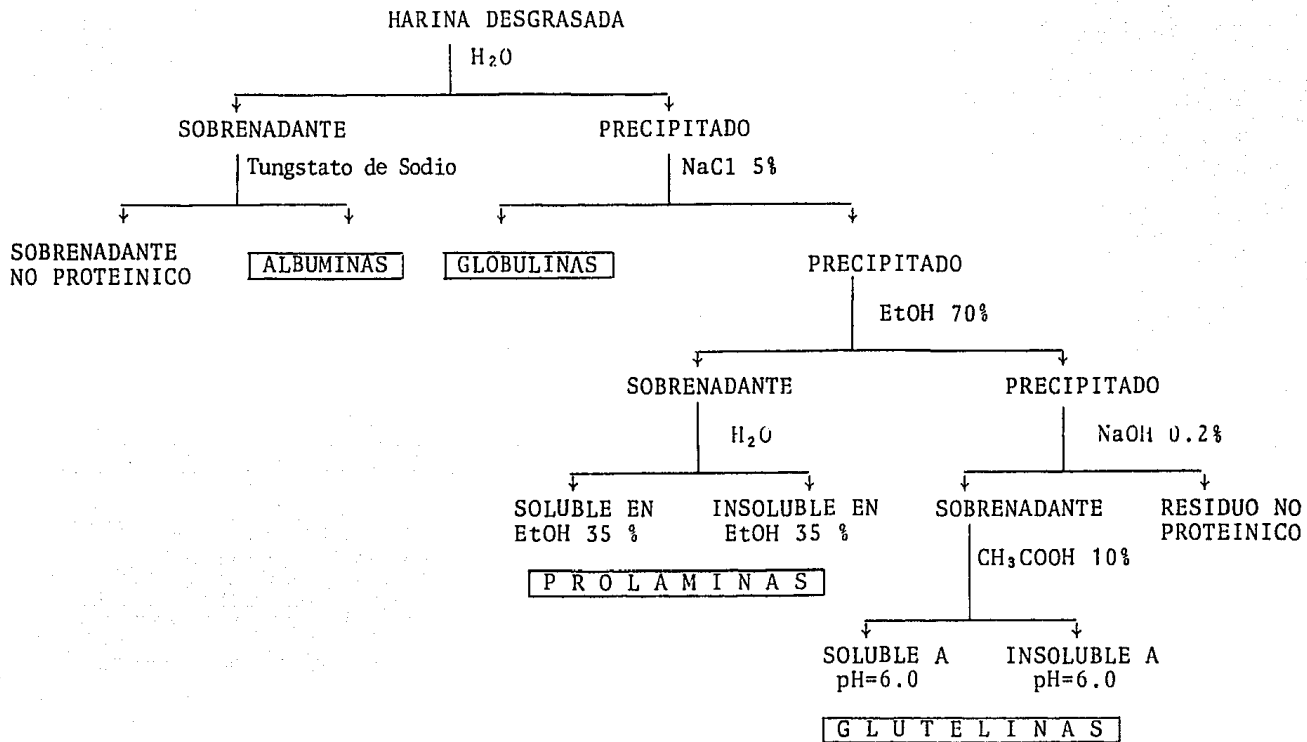 HARINA DESGRASADA
H₂O
SOBRENADANTE PRECIPITADO
Tungstato de Sodio NaCl 5%
SOBRENADANTE
NO PROTEINICO
ALBUMINAS GLOBULINAS PRECIPITADO
EtOH 70%
SOBRENADANTE PRECIPITADO
H₂O NaOH 0.2%
SOLUBLE EN
EtOH 35 %
INSOLUBLE EN
EtOH 35 %
SOBRENADANTE
RESIDUO NO
PROTEINICO
CH₃COOH 10%
P R O L A M I N A S
SOLUBLE A
pH=6.0
INSOLUBLE A
pH=6.0
G L U T E L I N A S